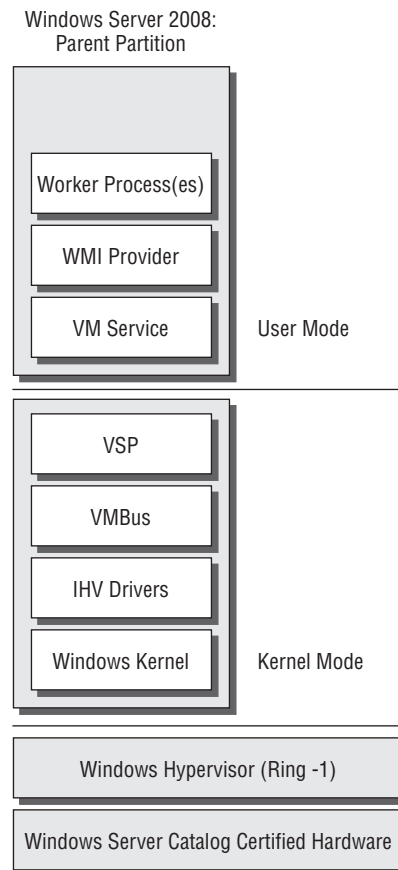 Windows Server 2008:
Parent Partition
Worker Process(es)
WMI Provider
VM Service
User Mode
VSP
VMBus
IHV Drivers
Windows Kernel
Kernel Mode
Windows Hypervisor (Ring -1)
Windows Server Catalog Certified Hardware